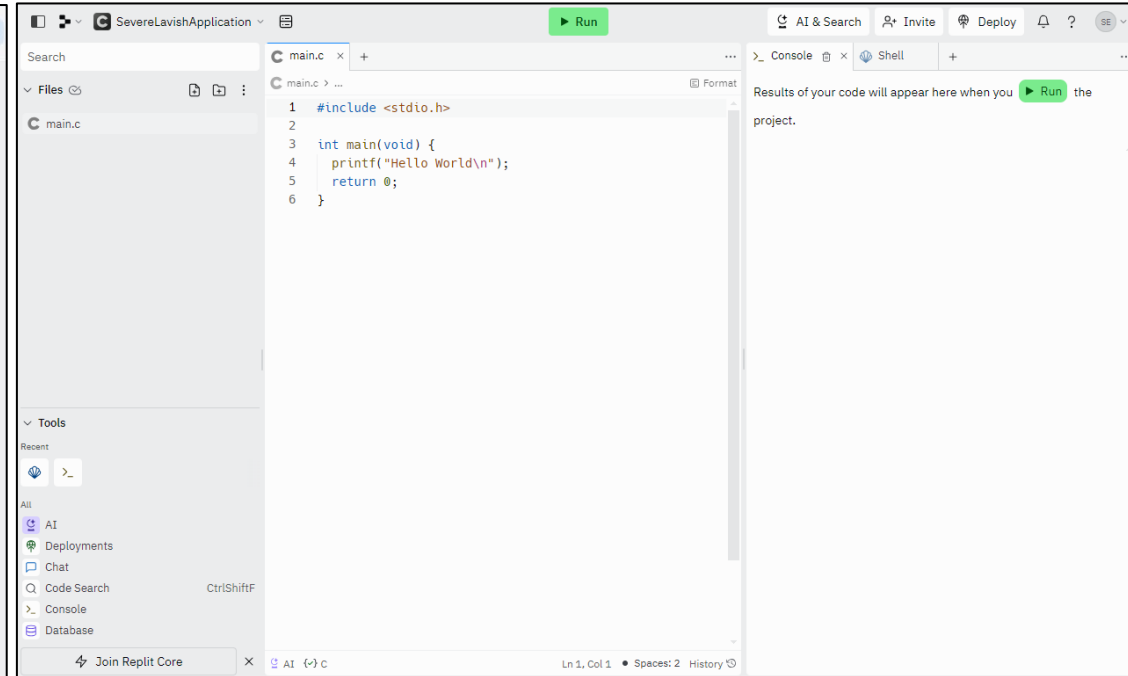 SevereLavishApplication
Run
AI & Search
Invite
Deploy
?
SE
Search
Files
main.c
main.c
main.c > ...
Format
1 #include <stdio.h>
2
3 int main(void) {
4 printf("Hello World\n");
5 return 0;
6 }
Tools
Recent
All
AI
Deployments
Chat
Code Search CtrlShiftF
Console
Database
Join Replit Core
AI C
Ln 1, Col 1 • Spaces: 2 History
Console
Shell
Results of your code will appear here when you Run the
project.